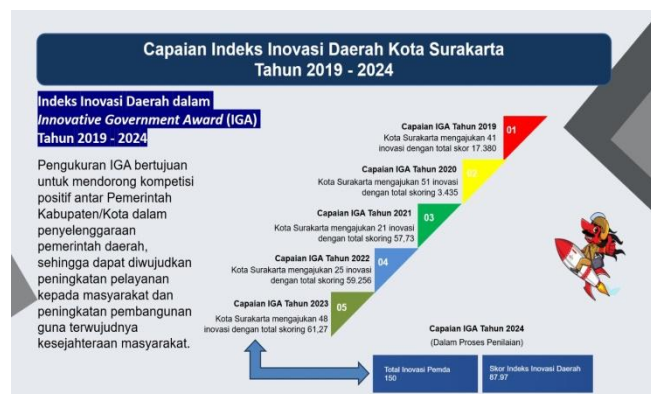 Capaian Indeks Inovasi Daerah Kota Surakarta
Tahun 2019 - 2024
Indeks Inovasi Daerah dalam
Innovative Government Award (IGA)
Tahun 2019 - 2024
Pengukuran IGA bertujuan
untuk mendorong kompetisi
positif antar Pemerintah
Kabupaten/Kota dalam
penyelenggaraan
pemerintah daerah,
sehingga dapat diwujudkan
peningkatan pelayanan
kepada masyarakat dan
peningkatan pembangunan
guna terwujudnya
kesejahteraan masyarakat.
Capaian IGA Tahun 2019
Kota Surakarta mengajukan 41
inovasi dengan total skor 17.380
01
Capaian IGA Tahun 2020
Kota Surakarta mengajukan 51 inovasi
dengan total skoring 3.435
02
Capaian IGA Tahun 2021
Kota Surakarta mengajukan 21 inovasi
dengan total skoring 57,73
03
Capaian IGA Tahun 2022
Kota Surakarta mengajukan 25 inovasi
dengan total skoring 59.256
04
Capaian IGA Tahun 2023
Kota Surakarta mengajukan 48
inovasi dengan total skoring 61,27
05
Capaian IGA Tahun 2024
(Dalam Proses Penilaian)
Total Inovasi Pemda
150
Skor Indeks Inovasi Daerah
87.97